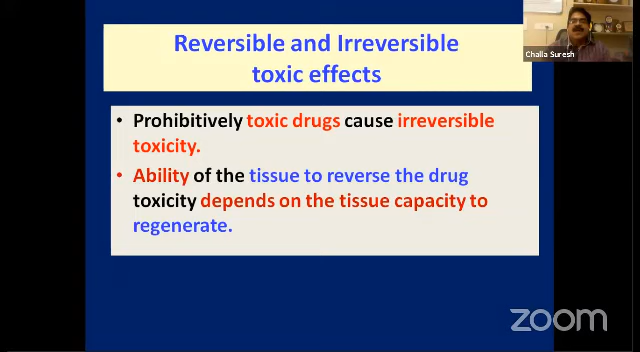 Reversible and Irreversible
toxic effects
Challa Suresh
• Prohibitively toxic drugs cause irreversible
toxicity.
• Ability of the tissue to reverse the drug
toxicity depends on the tissue capacity to
regenerate.
zoom